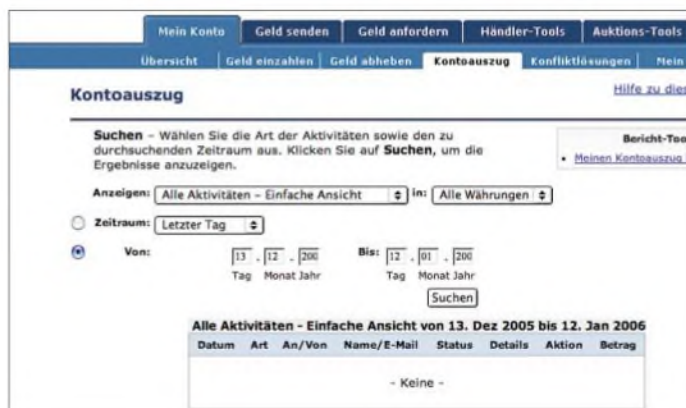 Mein Konto Geld senden Geld anfordern Händler-Tools Auktions-Tools
Übersicht Geld einzahlen Geld abheben Kontoauszug Konfliktlösungen Mein
Kontoauszug
Hilfe zu dies
Suchen – Wählen Sie die Art der Aktivitäten sowie den zu
durchsuchenden Zeitraum aus. Klicken Sie auf Suchen, um die
Ergebnisse anzuzeigen.
Bericht-Too
• Meinen Kontoauszug
Anzeigen: Alle Aktivitäten – Einfache Ansicht in: Alle Währungen
Zeitraum: Letzter Tag
Von: 13 . 12 . 200 Bis: 12 . 01 . 200
Tag Monat Jahr Tag Monat Jahr
Suchen
Alle Aktivitäten - Einfache Ansicht von 13. Dez 2005 bis 12. Jan 2006
Datum Art An/Von Name/E-Mail Status Details Aktion Betrag
- Keine -